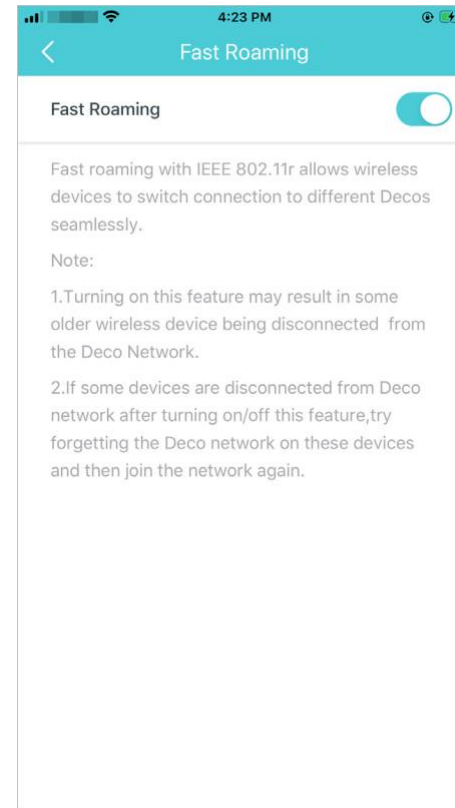 4:23 PM
Fast Roaming
Fast Roaming
Fast roaming with IEEE 802.11r allows wireless
devices to switch connection to different Decos
seamlessly.
Note:
1.Turning on this feature may result in some
older wireless device being disconnected  from
the Deco Network.
2.If some devices are disconnected from Deco
network after turning on/off this feature,try
forgetting the Deco network on these devices
and then join the network again.